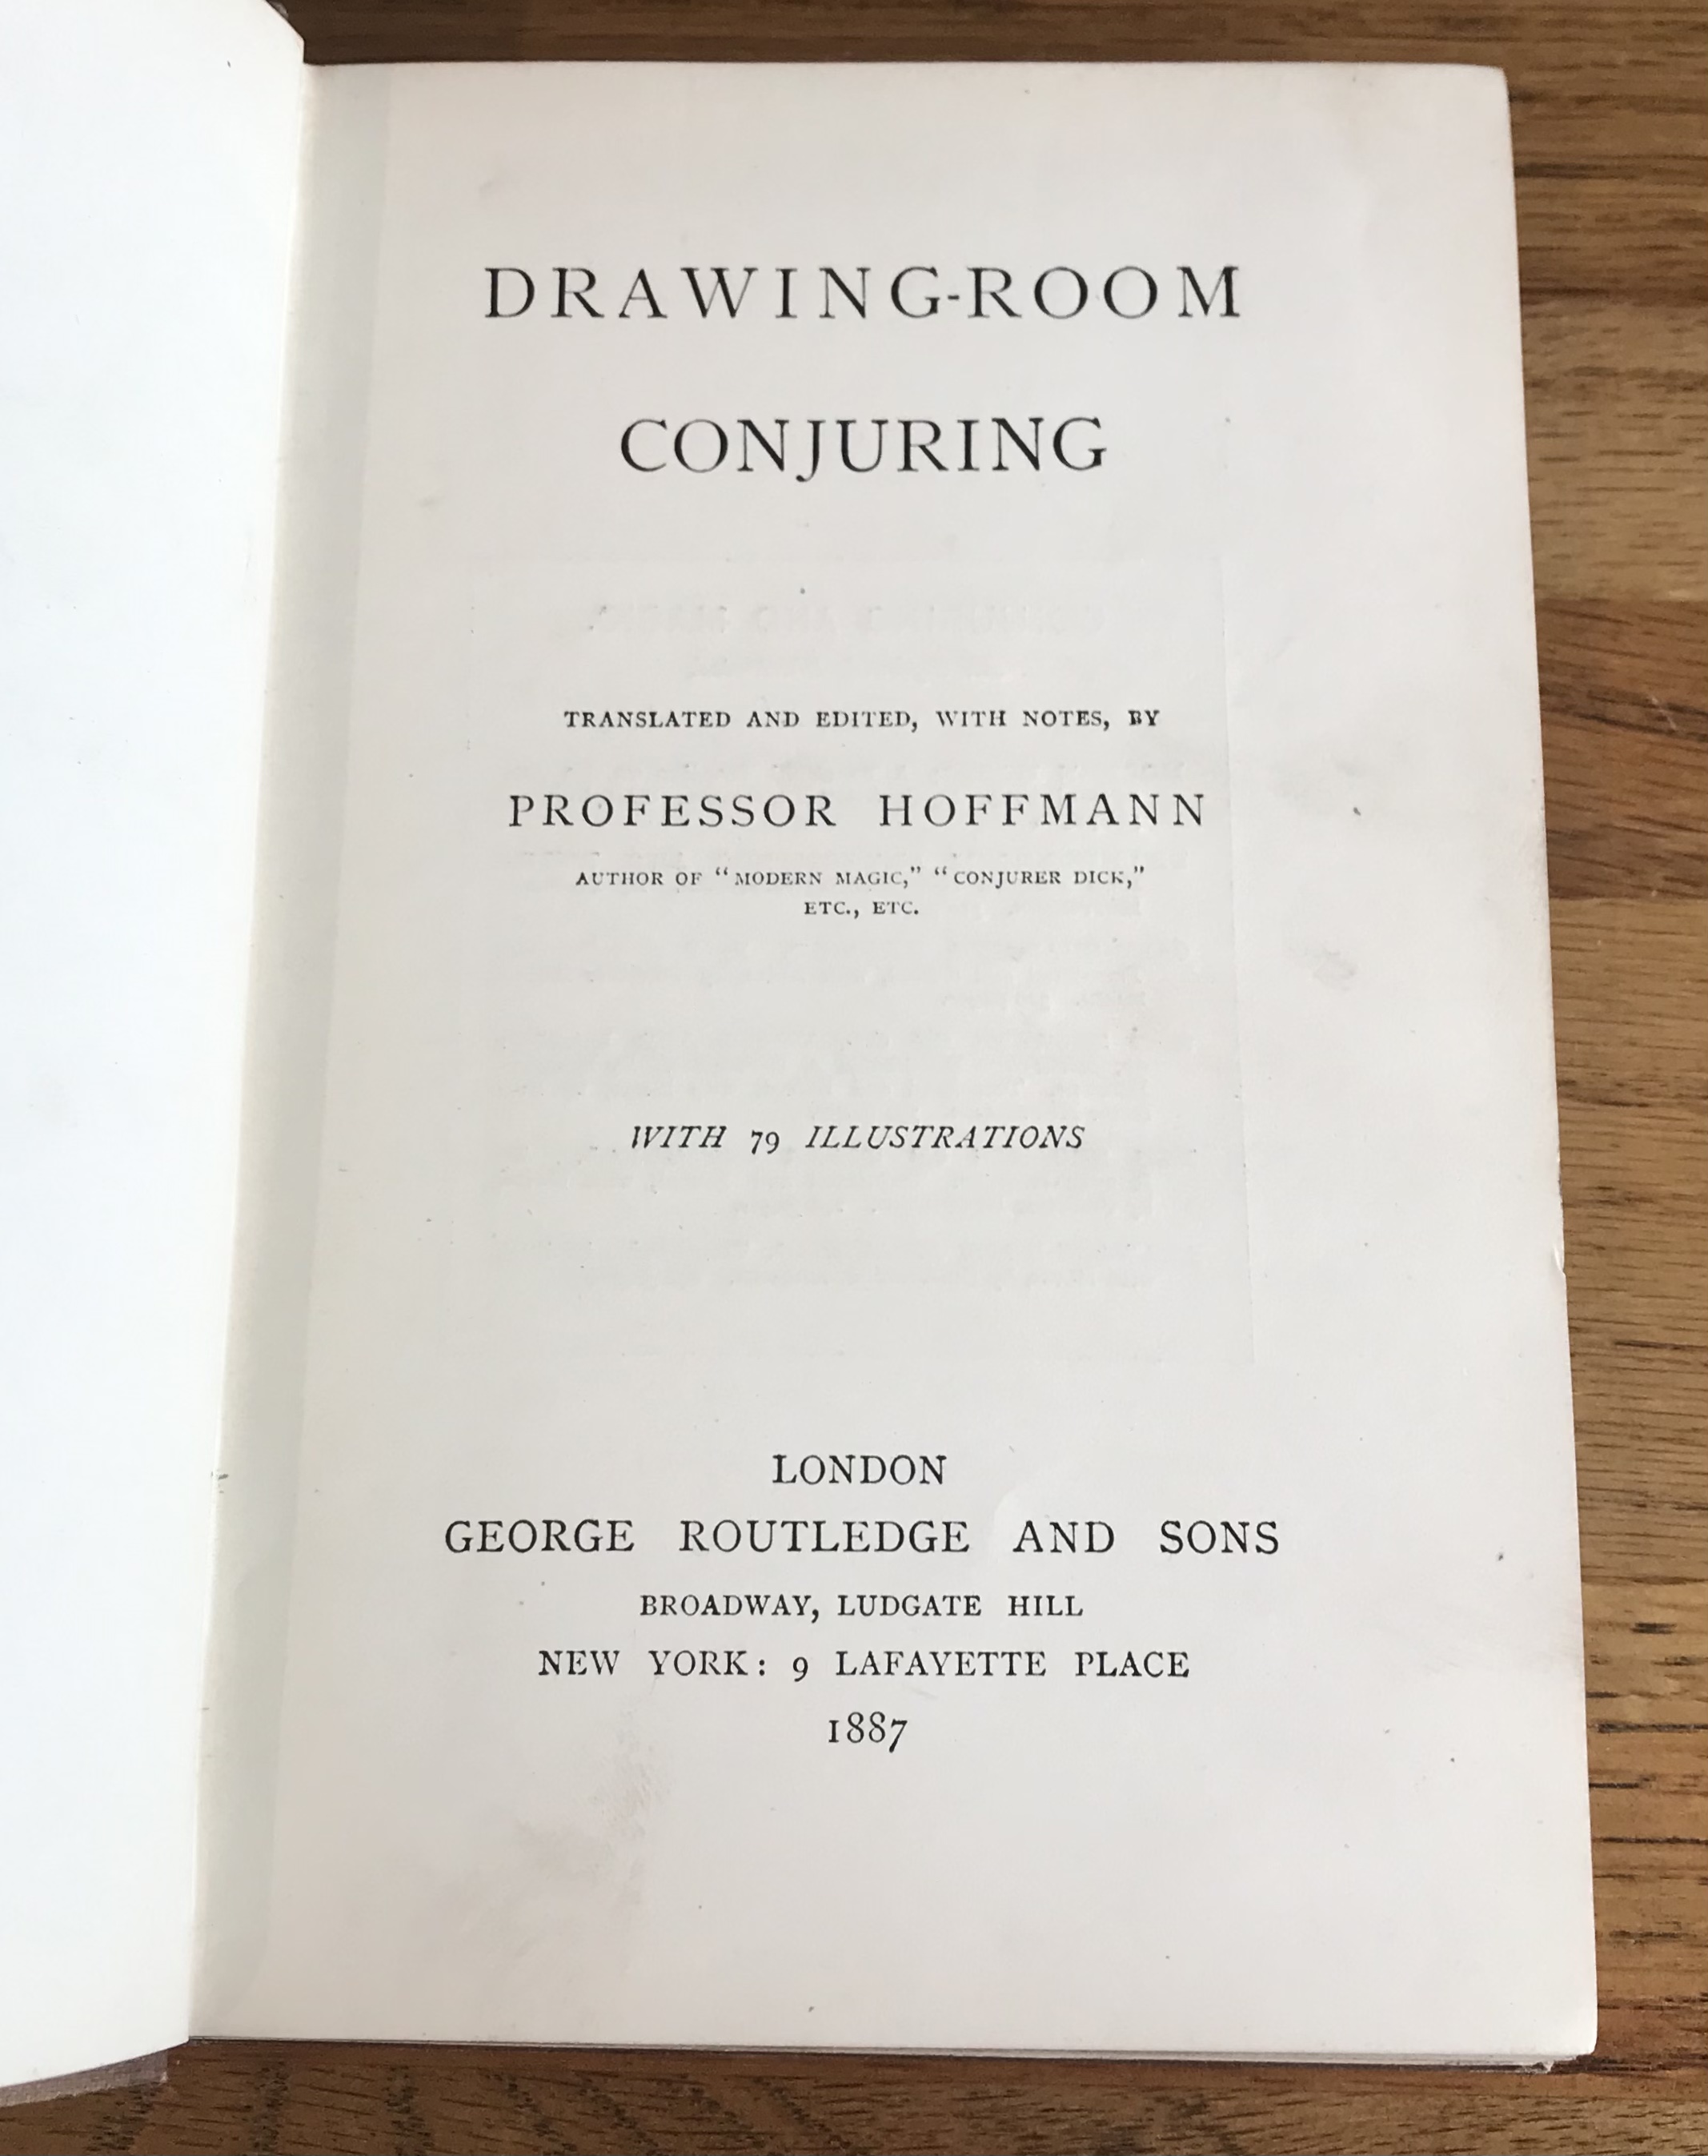 DRAWING-ROOM
CONJURING
TRANSLATED AND EDITED, WITH NOTES, BY
PROFESSOR HOFFMANN
AUTHOR OF "MODERN MAGIC," "CONJURER DICK,"
ETC., ETC.
WITH 79 ILLUSTRATIONS
LONDON
GEORGE ROUTLEDGE AND SONS
BROADWAY, LUDGATE HILL
NEW YORK: 9 LAFAYETTE PLACE
1887